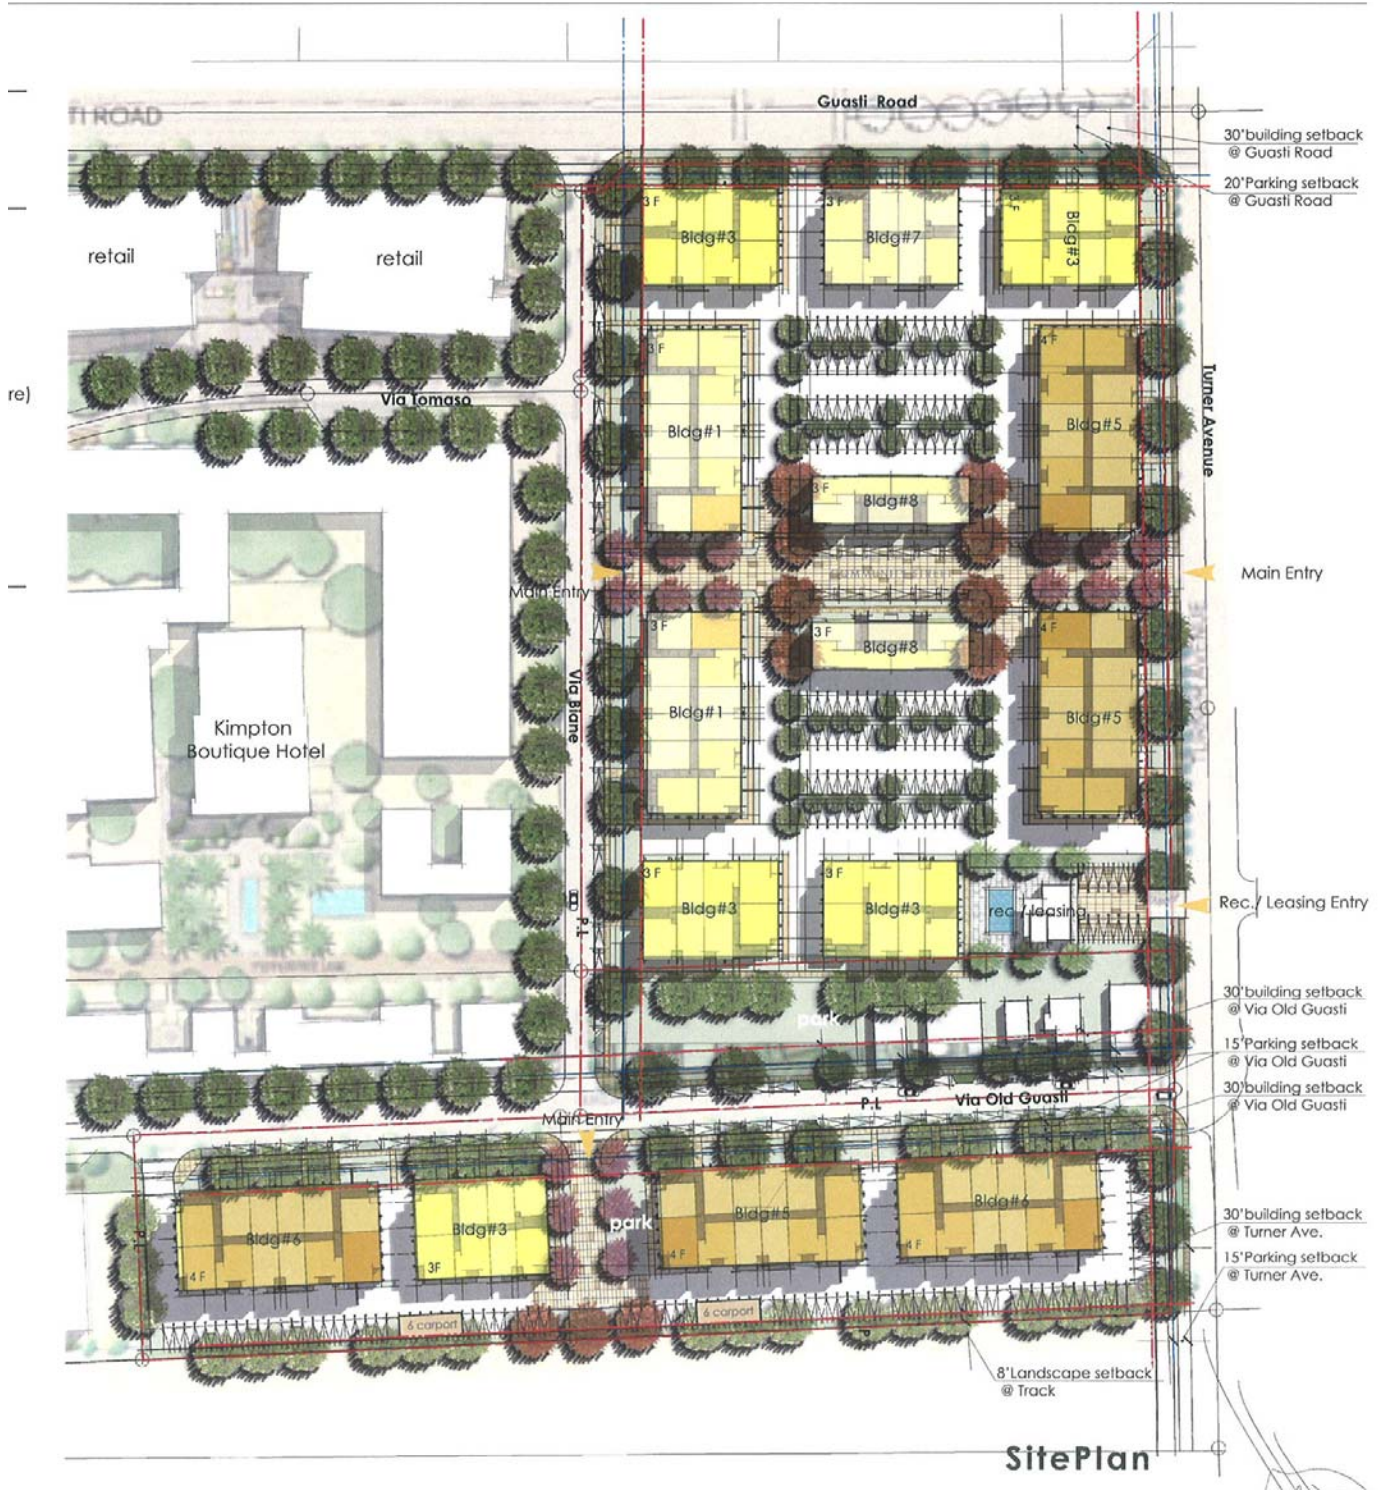 Guasti Road
TI ROAD
30'building setback
@ Guasti Road
20'Parking setback
@ Guasti Road
3 F
3 F
3 F
Bldg#3
Bldg#7
Bldg#3
retail
retail
3 F
4 F
Turner Avenue
re)
Via Tomaso
Bldg#1
Bldg#5
3 F
Bldg#8
Main Entry
Main Entry
3 F
3 F
4 F
Bldg#8
Via Biane
Bldg#1
Bldg#5
Kimpton
Boutique Hotel
3 F
3 F
Bldg#3
Bldg#3
rec / leasing
Rec./ Leasing Entry
P.L
30'building setback
@ Via Old Guasti
park
15'Parking setback
@ Via Old Guasti
30'building setback
@ Via Old Guasti
P.L
Via Old Guasti
Main Entry
Bldg#6
Bldg#3
park
Bldg#5
Bldg#6
30'building setback
@ Turner Ave.
4 F
3F
4 F
4 F
15'Parking setback
@ Turner Ave.
6 carport
6 carport
8'Landscape setback
@ Track
SitePlan